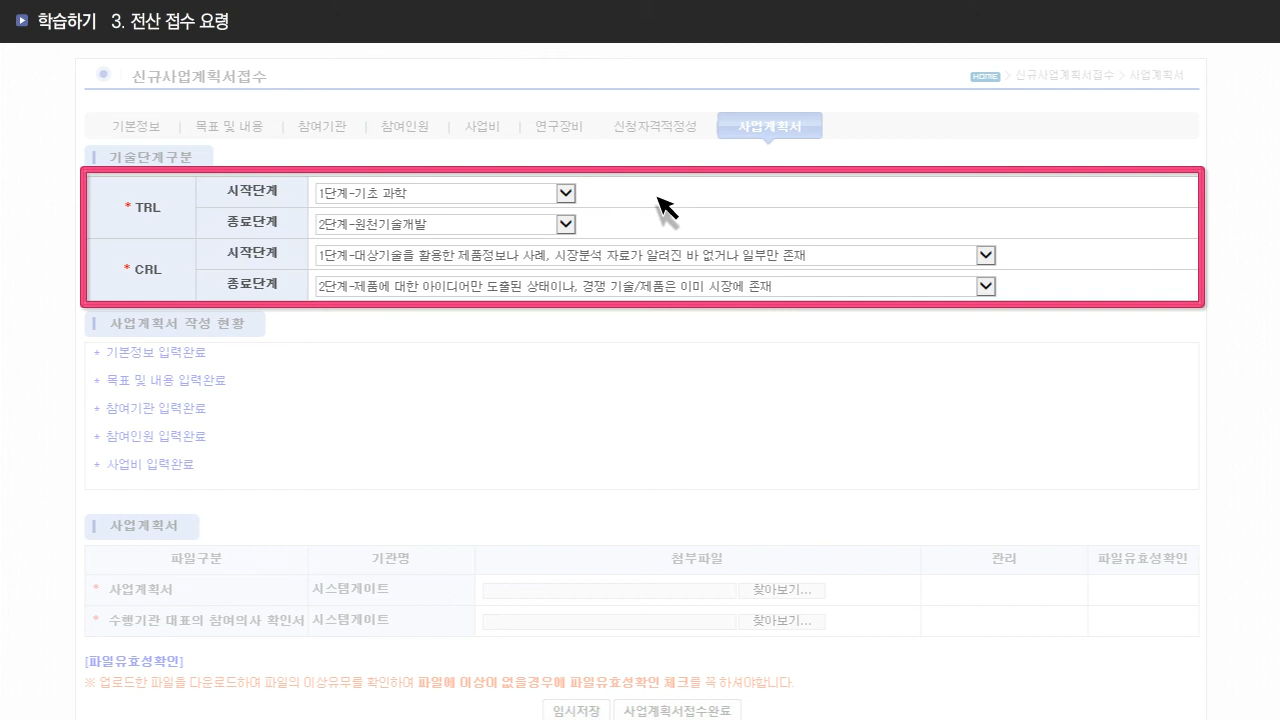 학습하기 3. 전산 접수 요령
신규사업계획서접수
HOME > 신규사업계획서접수 > 사업계획서
기본정보 | 목표 및 내용 | 참여기관 | 참여인원 | 사업비 | 연구장비 신청자격적정성 사업계획서
기술단계구분
* TRL
시작단계 1단계-기초 과학
종료단계 2단계-원천기술개발
* CRL
시작단계 1단계-대상기술을 활용한 제품정보나 사례, 시장분석 자료가 알려진 바 없거나 일부만 존재
종료단계 2단계-제품에 대한 아이디어만 도출된 상태이나, 경쟁 기술/제품은 이미 시장에 존재
사업계획서 작성 현황
+ 기본정보 입력완료
+ 목표 및 내용 입력완료
+ 참여기관 입력완료
+ 참여인원 입력완료
+ 사업비 입력완료
사업계획서
파일구분 기관명 첨부파일 관리 파일유효성확인
* 사업계획서 시스템게이트 찾아보기...
* 수행기관 대표의 참여의사 확인서 시스템게이트 찾아보기...
[파일유효성확인]
※ 업로드한 파일을 다운로드하여 파일의 이상유무를 확인하여 파일에 이상이 없을경우에 파일유효성확인 체크를 꼭 하셔야합니다.
임시저장 사업계획서접수완료